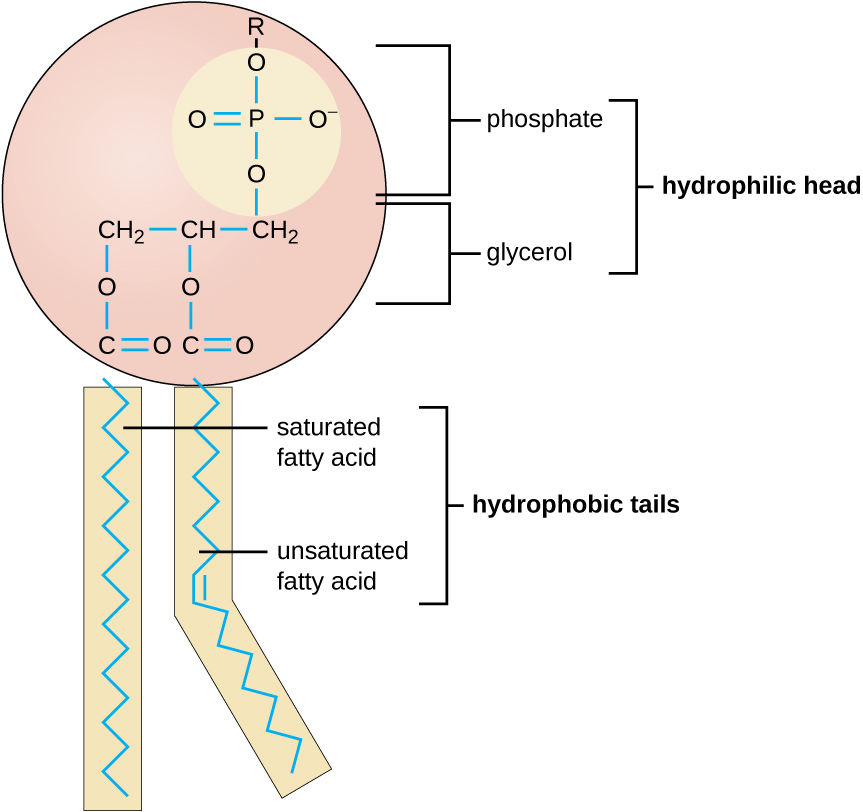 R
O
O P O⁻
phosphate
hydrophilic head
O
CH₂ CH CH₂
glycerol
O O
C O C O
saturated
fatty acid
hydrophobic tails
unsaturated
fatty acid